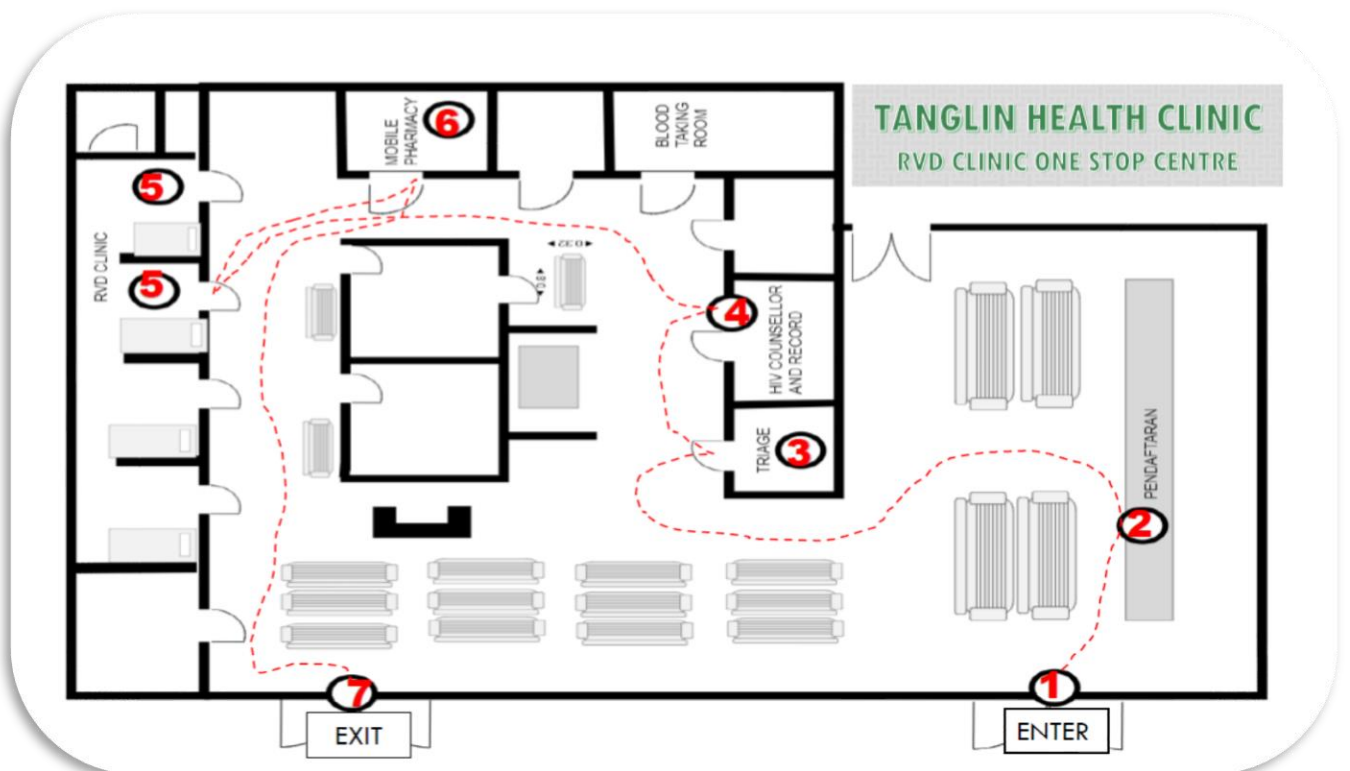 TANGLIN HEALTH CLINIC
RVD CLINIC ONE STOP CENTRE
MOBILE
PHARMACY
6
BLOOD
TAKING
ROOM
5
RVD CLINIC
5
4
HIV COUNSELLOR
AND RECORD
TRIAGE
3
PENDAFTARAN
2
7
1
EXIT
ENTER